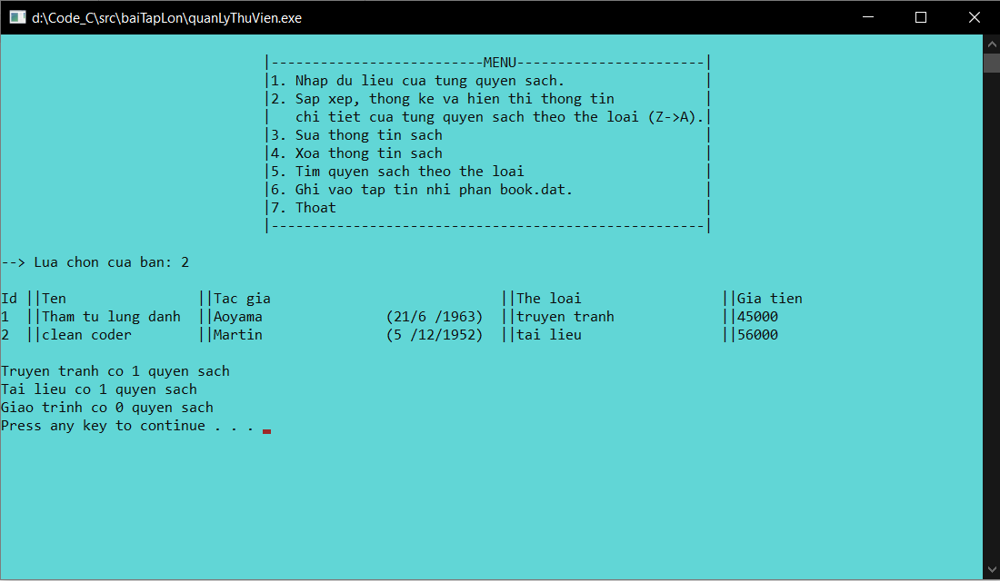 d:\Code_C\src\baiTapLon\quanLyThuVien.exe
|--------------------------MENU-----------------------|
|1. Nhap du lieu cua tung quyen sach.                 |
|2. Sap xep, thong ke va hien thi thong tin           |
|   chi tiet cua tung quyen sach theo the loai (Z->A).|
|3. Sua thong tin sach                                |
|4. Xoa thong tin sach                                |
|5. Tim quyen sach theo the loai                      |
|6. Ghi vao tap tin nhi phan book.dat.                |
|7. Thoat                                             |
|-----------------------------------------------------|
--> Lua chon cua ban: 2
Id ||Ten                ||Tac gia                            ||The loai                 ||Gia tien
1  ||Tham tu lung danh  ||Aoyama               (21/6 /1963)  ||truyen tranh             ||45000
2  ||clean coder        ||Martin               (5 /12/1952)  ||tai lieu                 ||56000
Truyen tranh co 1 quyen sach
Tai lieu co 1 quyen sach
Giao trinh co 0 quyen sach
Press any key to continue . . .